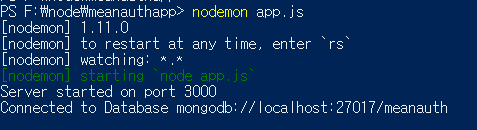 PS F:\node\meanauthapp> nodemon app.js
[nodemon] 1.11.0
[nodemon] to restart at any time, enter `rs`
[nodemon] watching: *.*
[nodemon] starting `node app.js`
Server started on port 3000
Connected to Database mongodb://localhost:27017/meanauth